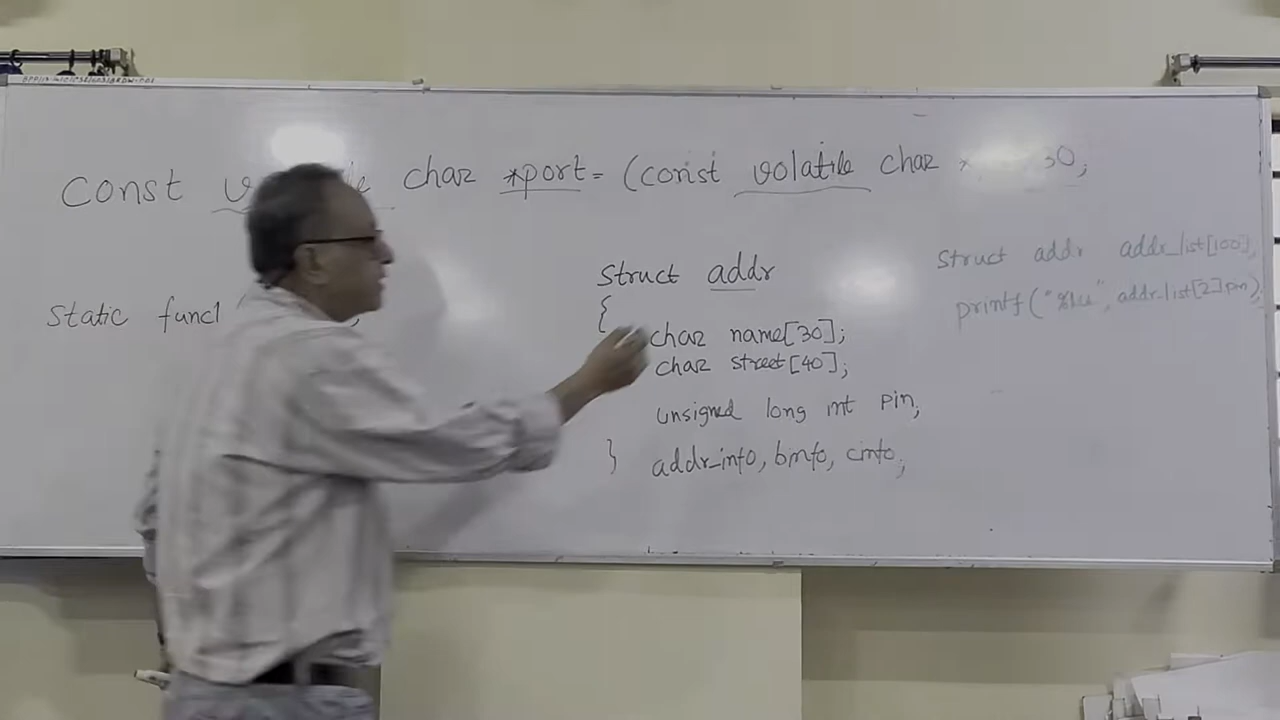 Const char *port = (const volatile char * 30;
static func1 ;
struct addr
{
char name[30];
char street[40];
unsigned long int pin,
} addr_info, binfo, cinfo;
struct addr addr_list[100],
printf("%lu", addr_list[2].pin);